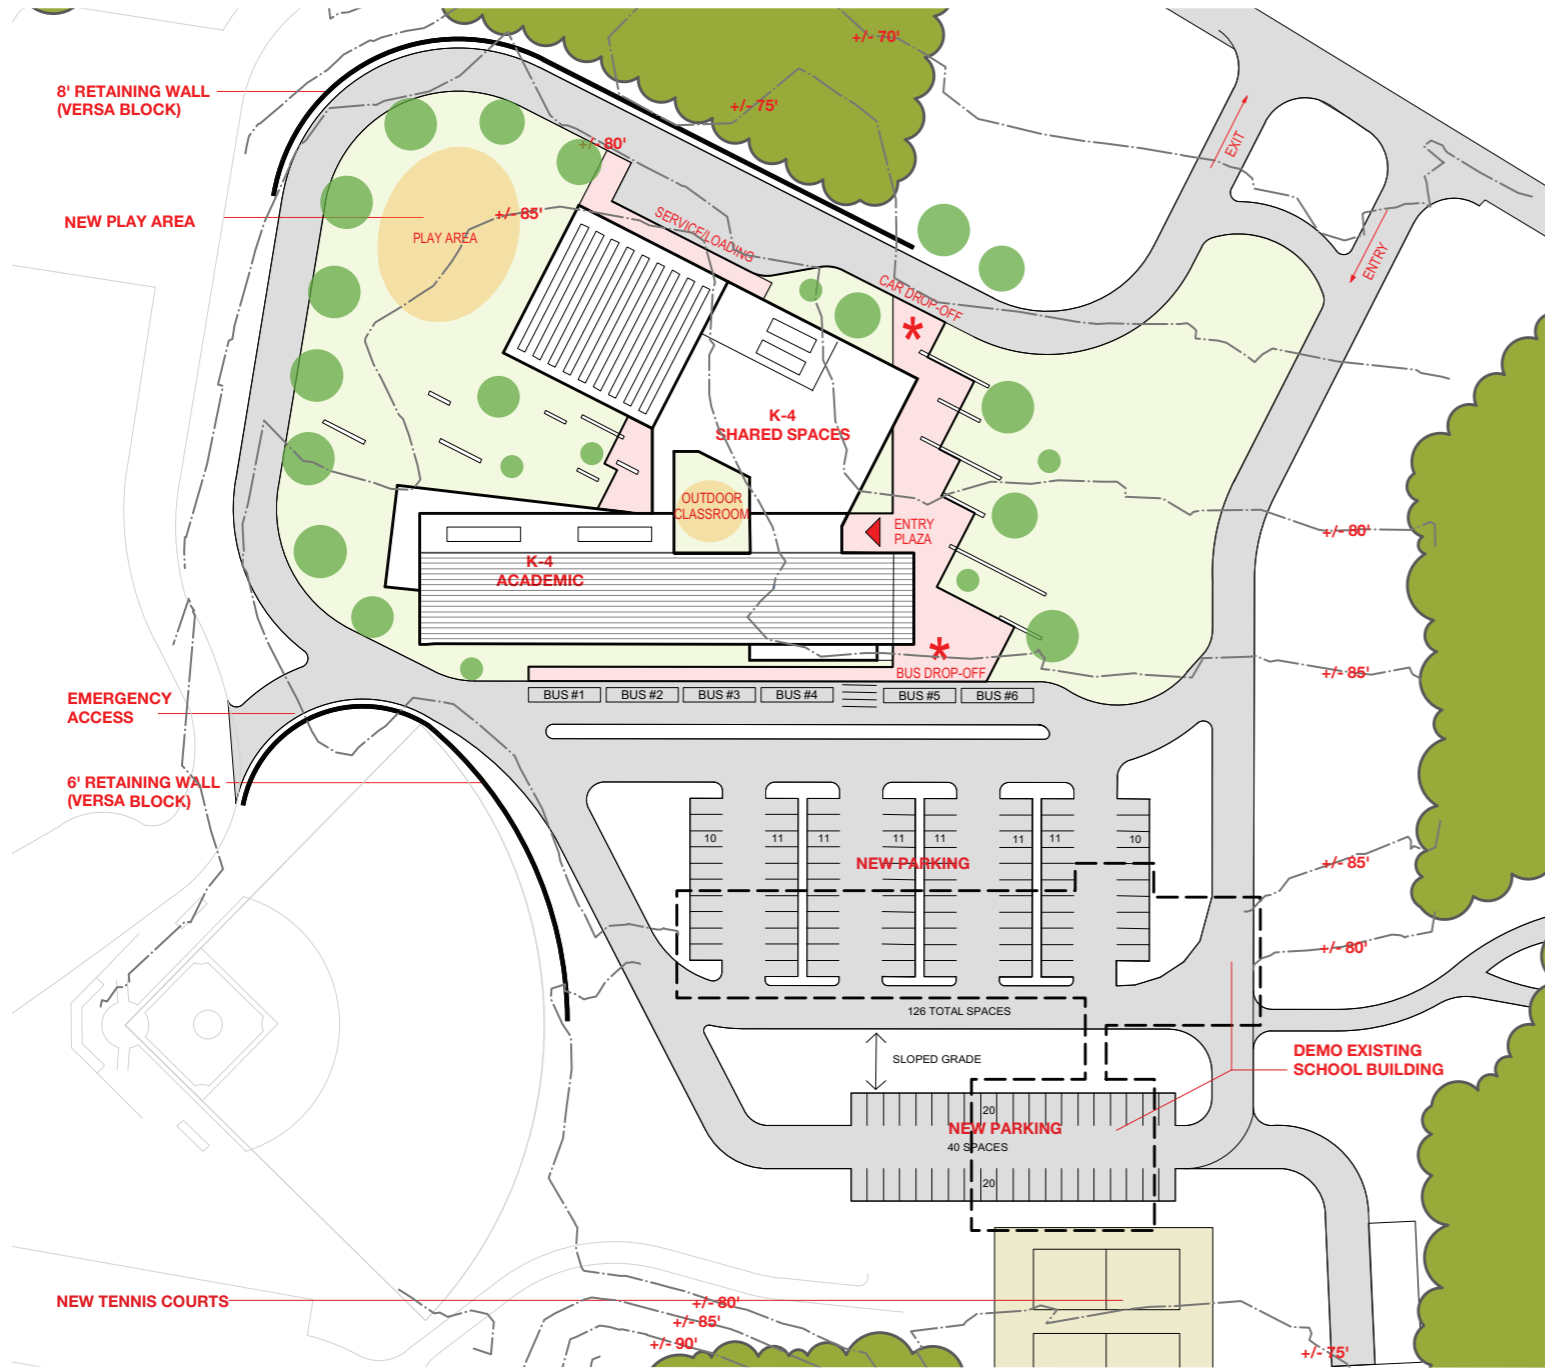 +/- 70'
8' RETAINING WALL
(VERSA BLOCK)
+/- 75'
+/- 80'
EXIT
NEW PLAY AREA
+/- 85'
PLAY AREA
SERVICE/LOADING
ENTRY
CAR DROP-OFF
*
K-4
SHARED SPACES
OUTDOOR
CLASSROOM
ENTRY
PLAZA
+/- 80'
K-4
ACADEMIC
*
BUS DROP-OFF
+/- 85'
BUS #1
BUS #2
BUS #3
BUS #4
BUS #5
BUS #6
EMERGENCY
ACCESS
6' RETAINING WALL
(VERSA BLOCK)
10
11
11
11
11
11
11
10
NEW PARKING
+/- 85'
+/- 80'
126 TOTAL SPACES
SLOPED GRADE
DEMO EXISTING
SCHOOL BUILDING
20
NEW PARKING
40 SPACES
20
NEW TENNIS COURTS
+/- 80'
+/- 85'
+/- 90'
+/- 75'